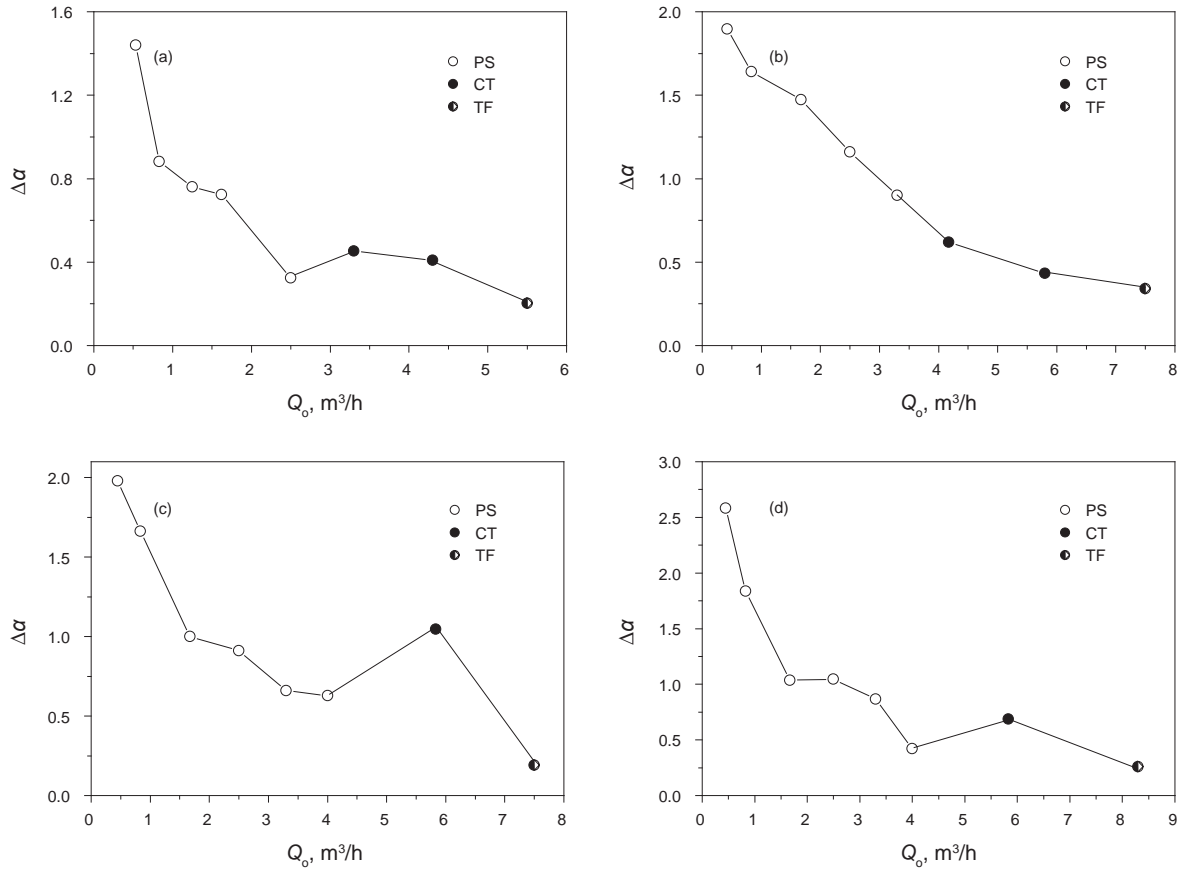 1.6
1.2
0.8
0.4
0.0
Δα
(a)
PS
CT
TF
0 1 2 3 4 5 6
Qₒ, m³/h
2.0
1.5
1.0
0.5
0.0
Δα
(b)
PS
CT
TF
0 1 2 3 4 5 6 7 8
Qₒ, m³/h
2.0
1.5
1.0
0.5
0.0
Δα
(c)
PS
CT
TF
0 1 2 3 4 5 6 7 8
Qₒ, m³/h
3.0
2.5
2.0
1.5
1.0
0.5
0.0
Δα
(d)
PS
CT
TF
0 1 2 3 4 5 6 7 8 9
Qₒ, m³/h